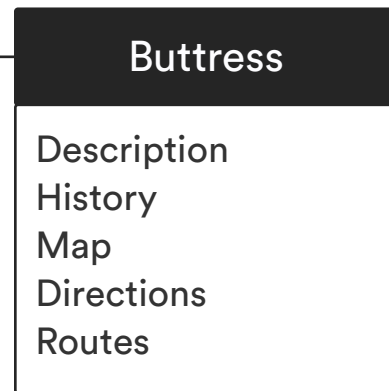 Buttress
Description
History
Map
Directions
Routes